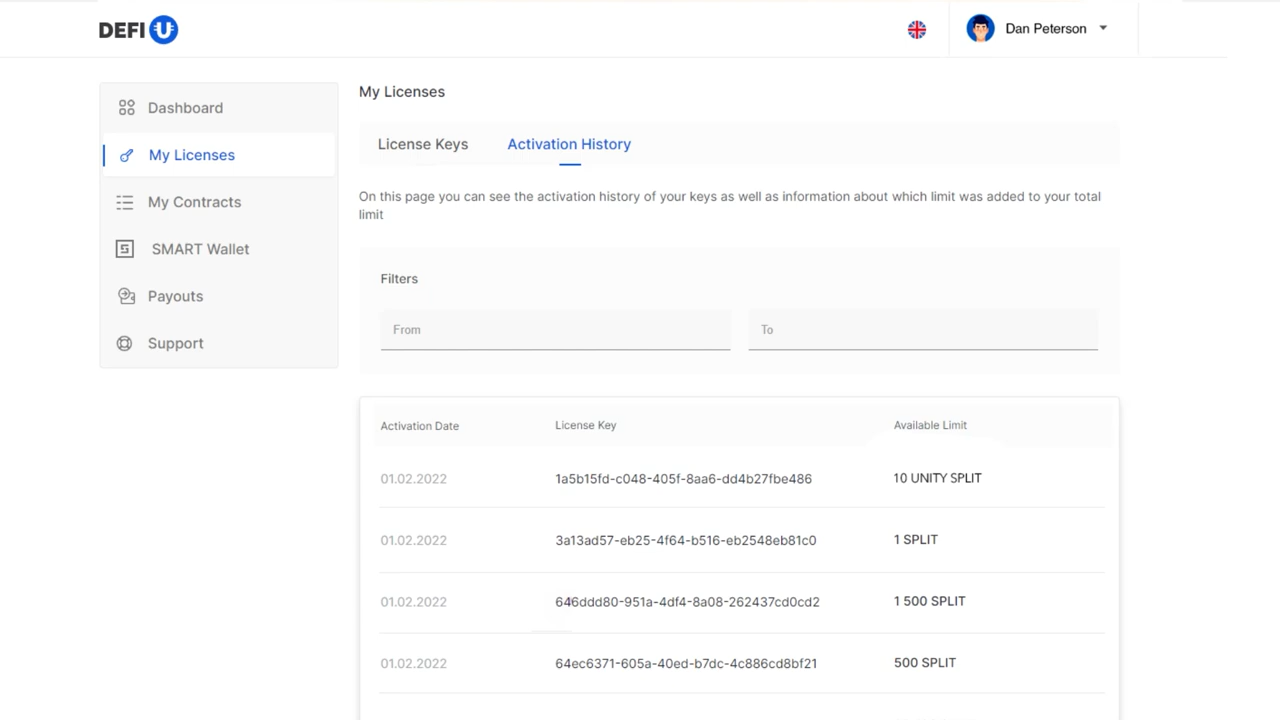 DEFI U
Dan Peterson
Dashboard
My Licenses
My Contracts
SMART Wallet
Payouts
Support
My Licenses
License Keys Activation History
On this page you can see the activation history of your keys as well as information about which limit was added to your total
limit
Filters
From To
Activation Date License Key Available Limit
01.02.2022 1a5b15fd-c048-405f-8aa6-dd4b27fbe486 10 UNITY SPLIT
01.02.2022 3a13ad57-eb25-4f64-b516-eb2548eb81c0 1 SPLIT
01.02.2022 646ddd80-951a-4df4-8a08-262437cd0cd2 1 500 SPLIT
01.02.2022 64ec6371-605a-40ed-b7dc-4c886cd8bf21 500 SPLIT